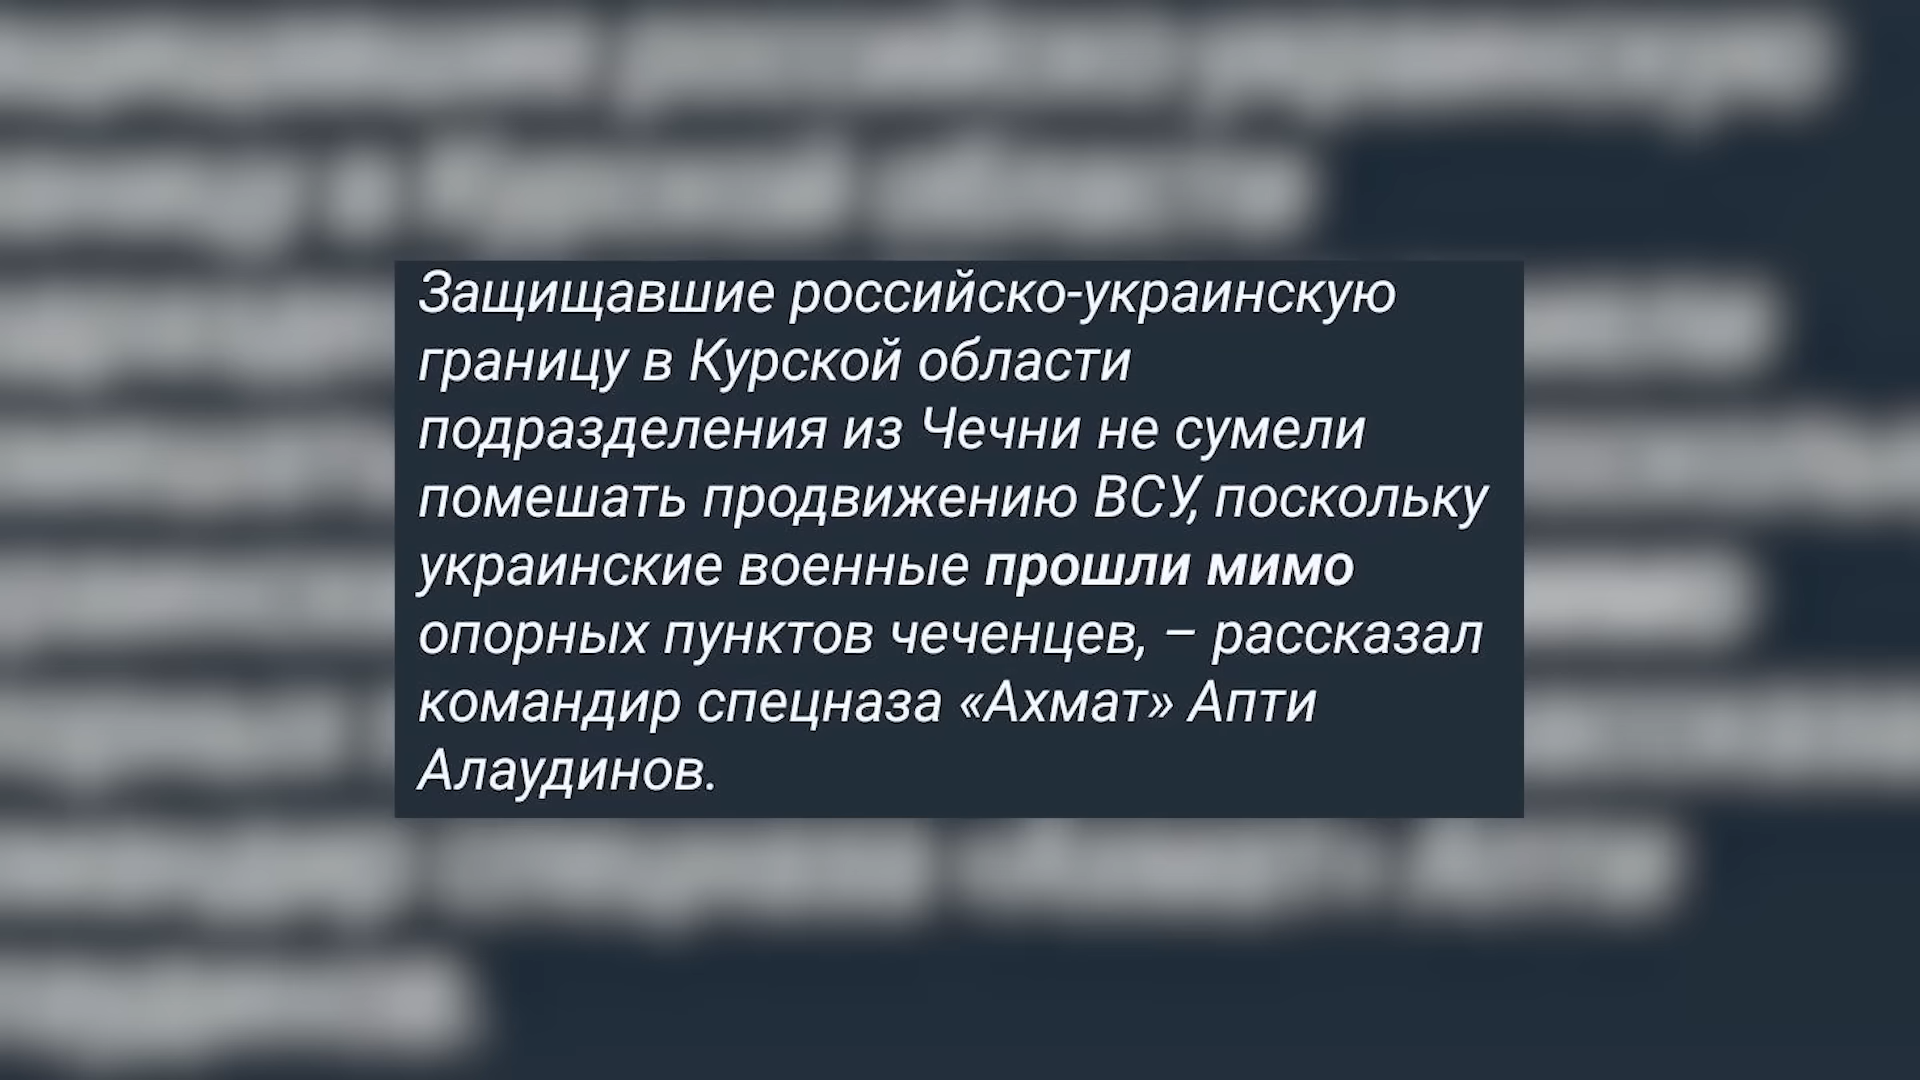 Защищавшие российско-украинскую
границу в Курской области
подразделения из Чечни не сумели
помешать продвижению ВСУ, поскольку
украинские военные прошли мимо
опорных пунктов чеченцев, – рассказал
командир спецназа «Ахмат» Апти
Алаудинов.